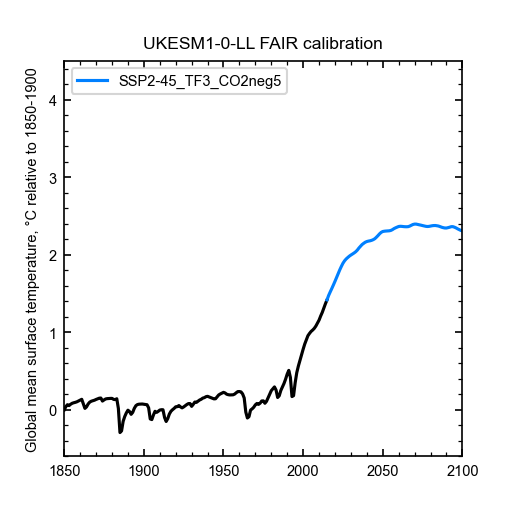 UKESM1-0-LL FAIR calibration
SSP2-45_TF3_CO2neg5
Global mean surface temperature, °C relative to 1850-1900
4
3
2
1
0
1850 1900 1950 2000 2050 2100